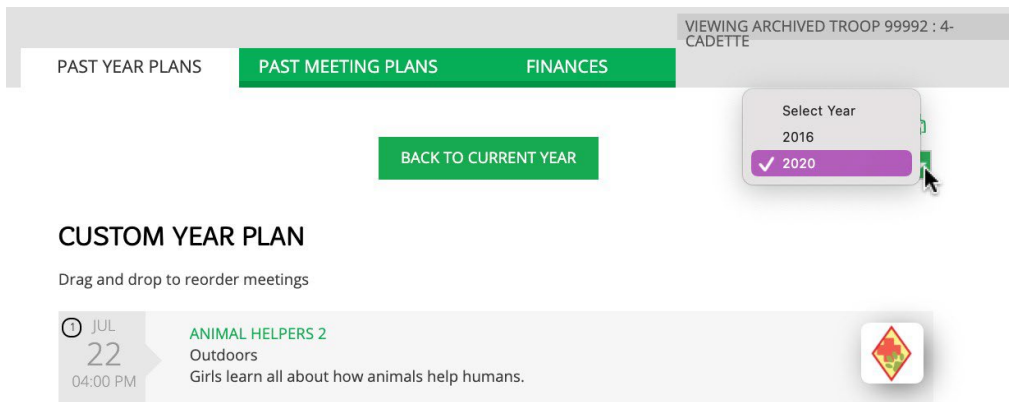 VIEWING ARCHIVED TROOP 99992 : 4-
CADETTE
PAST YEAR PLANS
PAST MEETING PLANS
FINANCES
Select Year
2016
✓ 2020
BACK TO CURRENT YEAR
CUSTOM YEAR PLAN
Drag and drop to reorder meetings
1
JUL
22
04:00 PM
ANIMAL HELPERS 2
Outdoors
Girls learn all about how animals help humans.